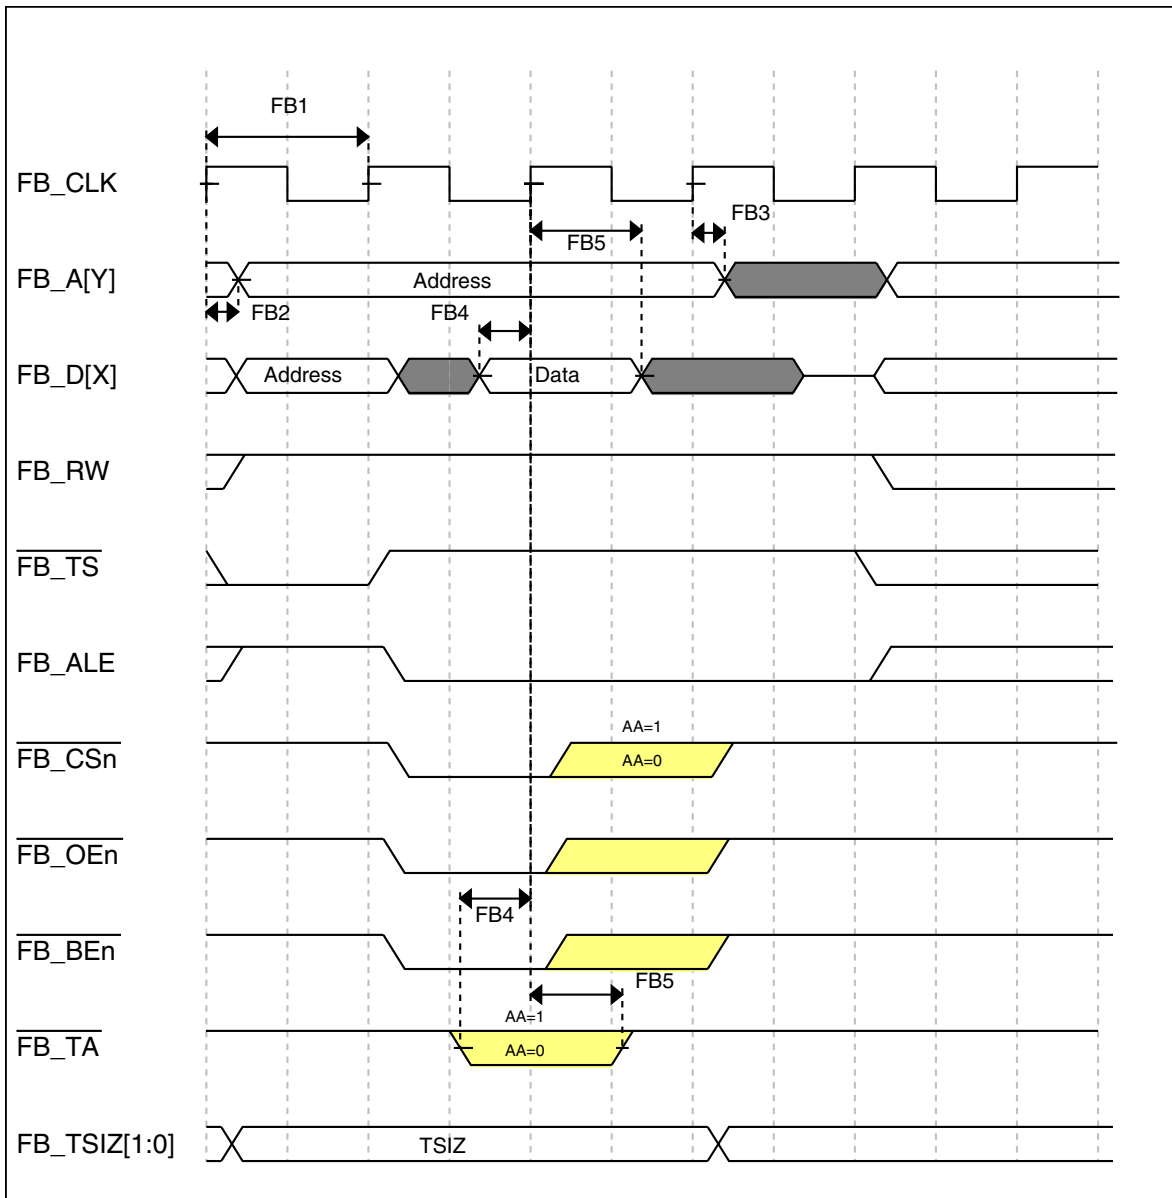 FB1
FB_CLK
FB3
FB5
FB_A[Y]
Address
FB2
FB4
FB_D[X]
Address
Data
FB_RW
FB_TS
FB_ALE
AA=1
FB_CSn
AA=0
FB_OEn
FB4
FB_BEn
FB5
AA=1
FB_TA
AA=0
FB_TSIZ[1:0]
TSIZ